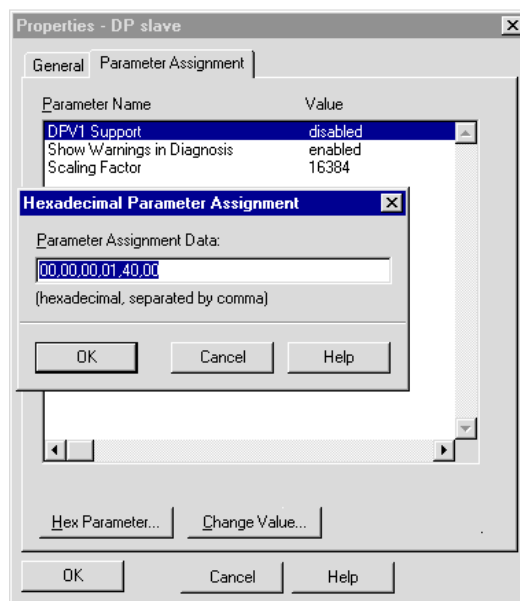 Properties - DP slave
General Parameter Assignment
Parameter Name Value
DPV1 Support disabled
Show Warnings in Diagnosis enabled
Scaling Factor 16384
Hexadecimal Parameter Assignment
Parameter Assignment Data:
00,00,00,01,40,00
(hexadecimal, separated by comma)
OK Cancel Help
Hex Parameter... Change Value...
OK Cancel Help